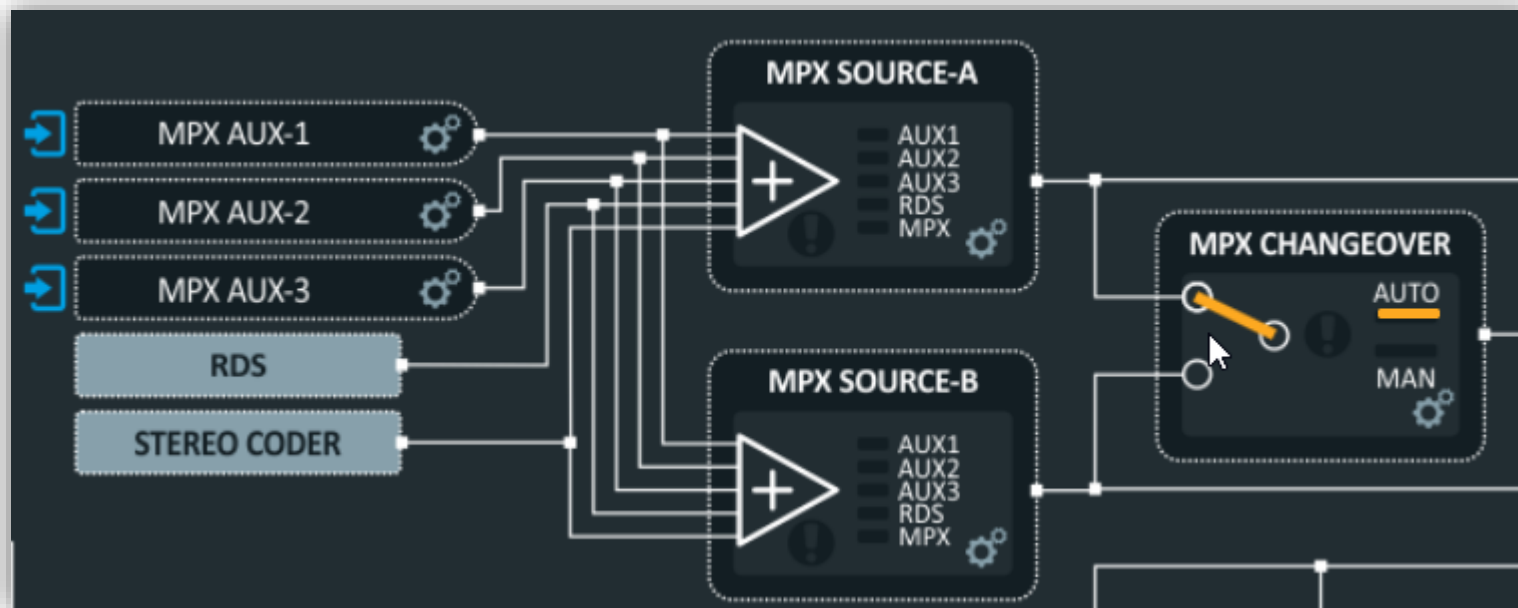 MPX AUX-1
MPX AUX-2
MPX AUX-3
RDS
STEREO CODER
MPX SOURCE-A
AUX1
AUX2
AUX3
RDS
MPX
MPX SOURCE-B
AUX1
AUX2
AUX3
RDS
MPX
MPX CHANGEOVER
AUTO
MAN